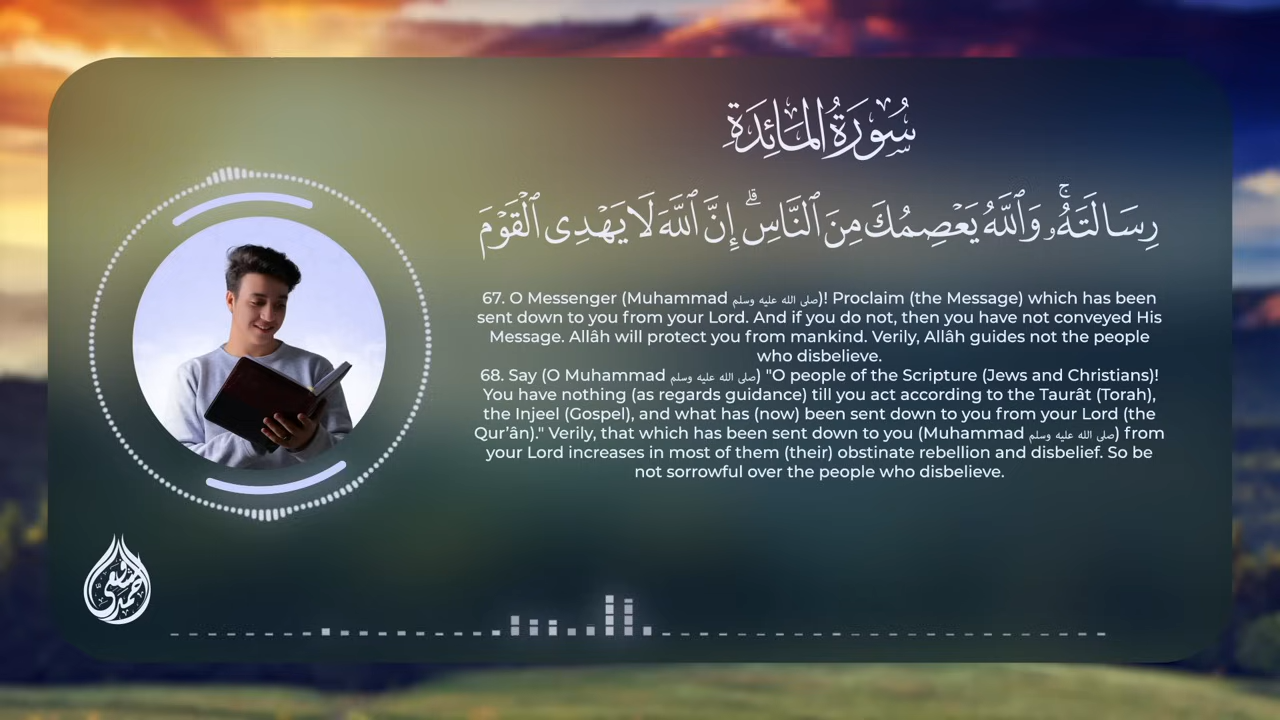 سُورَةُ المَائِدَةِ
رِسَالَتَهُۥۚ وَٱللَّهُ يَعۡصِمُكَ مِنَ ٱلنَّاسِۗ إِنَّ ٱللَّهَ لَا يَهۡدِى ٱلۡقَوۡمَ
67. O Messenger (Muhammad صلى الله عليه وسلم)! Proclaim (the Message) which has been
sent down to you from your Lord. And if you do not, then you have not conveyed His
Message. Allâh will protect you from mankind. Verily, Allâh guides not the people
who disbelieve.
68. Say (O Muhammad صلى الله عليه وسلم) "O people of the Scripture (Jews and Christians)!
You have nothing (as regards guidance) till you act according to the Taurât (Torah),
the Injeel (Gospel), and what has (now) been sent down to you from your Lord (the
Qur’ân)." Verily, that which has been sent down to you (Muhammad صلى الله عليه وسلم) from
your Lord increases in most of them (their) obstinate rebellion and disbelief. So be
not sorrowful over the people who disbelieve.